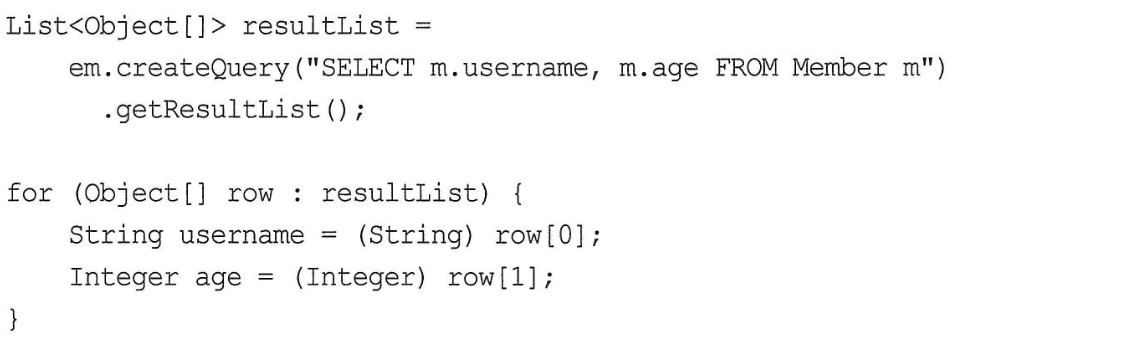 List<Object[]> resultList =
    em.createQuery("SELECT m.username, m.age FROM Member m")
      .getResultList();

for (Object[] row : resultList) {
    String username = (String) row[0];
    Integer age = (Integer) row[1];
}